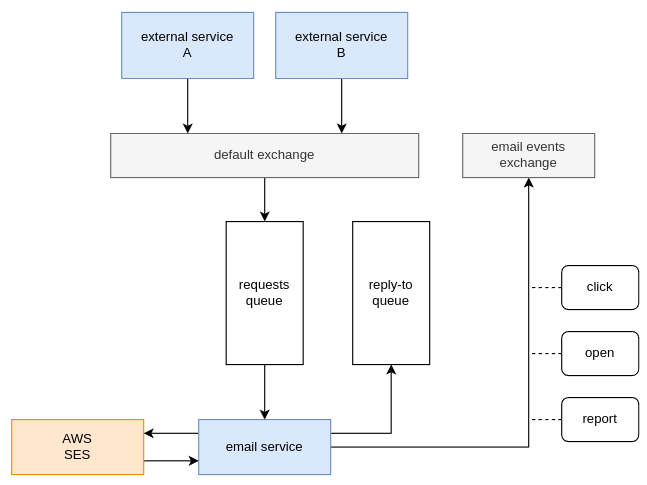 external service
A
external service
B
default exchange
email events
exchange
requests
queue
reply-to
queue
click
open
report
AWS
SES
email service